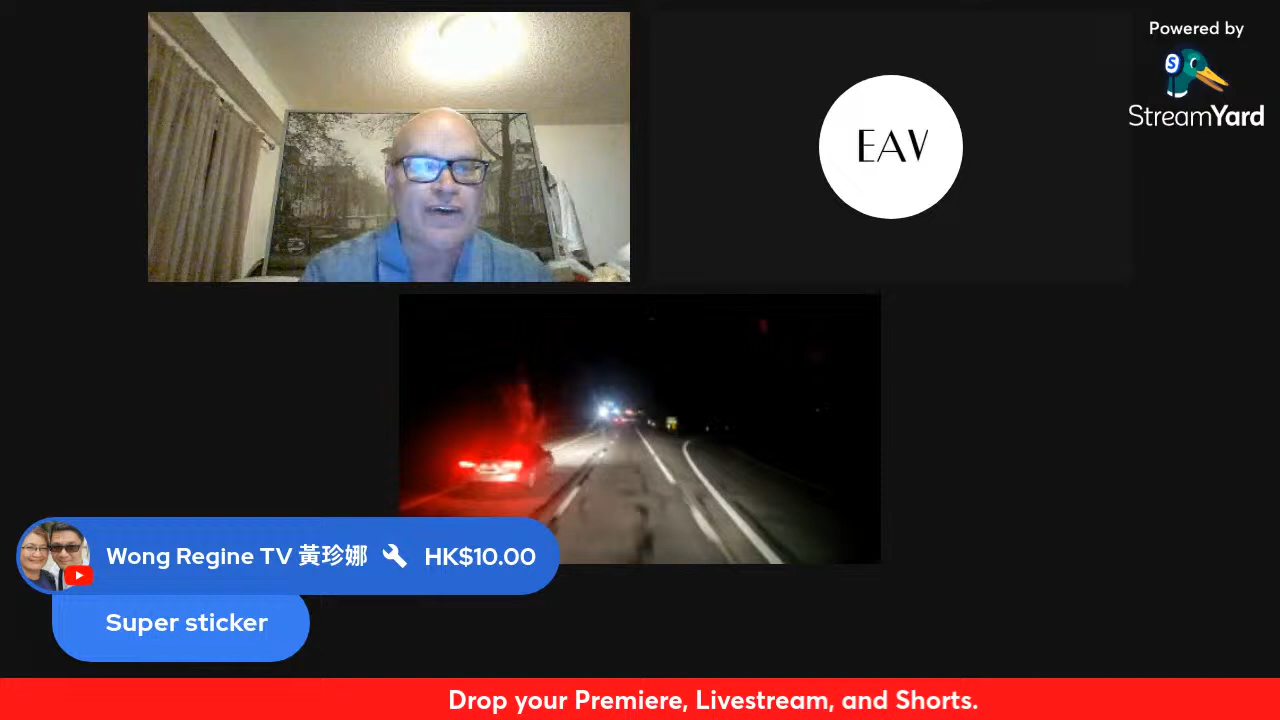 Powered by
S
StreamYard
EAV
Wong Regine TV 黃珍娜 HK$10.00
Super sticker
Drop your Premiere, Livestream, and Shorts.